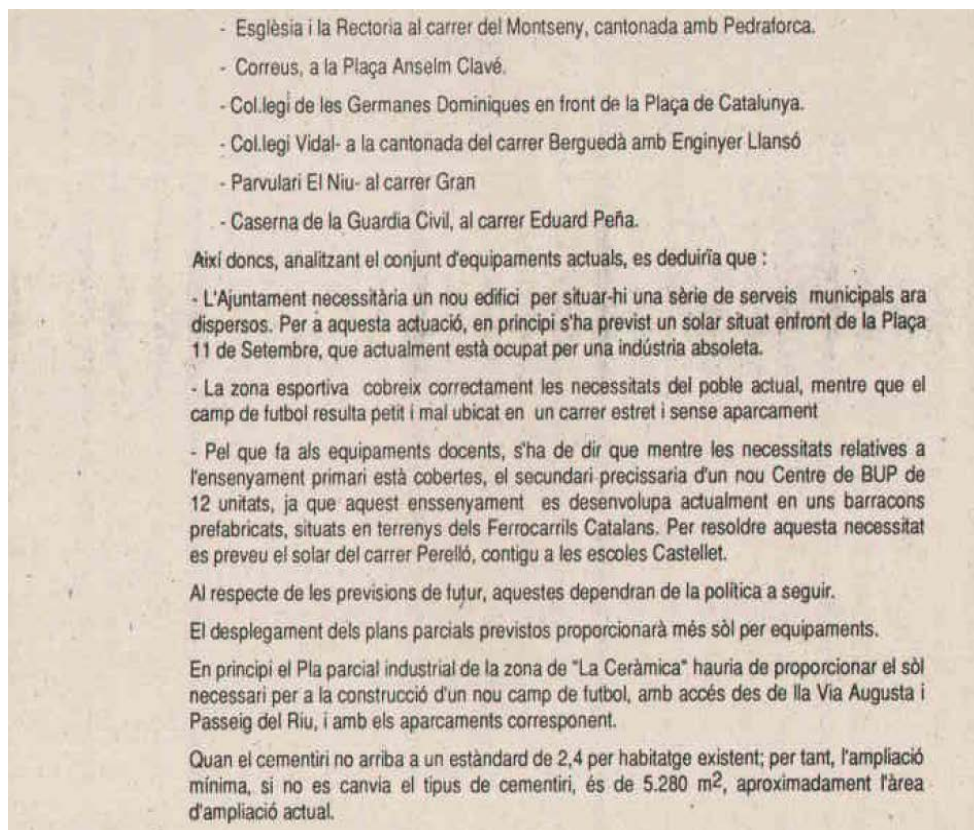 - Esglèsia i la Rectoria al carrer del Montseny, cantonada amb Pedraforca.
- Correus, a la Plaça Anselm Clavé.
- Col.legi de les Germanes Dominiques en front de la Plaça de Catalunya.
- Col.legi Vidal- a la cantonada del carrer Berguedà amb Enginyer Llansó
- Parvulari El Niu- al carrer Gran
- Caserna de la Guardia Civil, al carrer Eduard Peña.
Així doncs, analitzant el conjunt d'equipaments actuals, es deduiria que :
- L'Ajuntament necessitària un nou edifici per situar-hi una sèrie de serveis municipals ara
dispersos. Per a aquesta actuació, en principi s'ha previst un solar situat enfront de la Plaça
11 de Setembre, que actualment està ocupat per una indústria absoleta.
- La zona esportiva cobreix correctament les necessitats del poble actual, mentre que el
camp de futbol resulta petit i mal ubicat en un carrer estret i sense aparcament
- Pel que fa als equipaments docents, s'ha de dir que mentre les necessitats relatives a
l'ensenyament primari està cobertes, el secundari precissaria d'un nou Centre de BUP de
12 unitats, ja que aquest enssenyament es desenvolupa actualment en uns barracons
prefabricats, situats en terrenys dels Ferrocarrils Catalans. Per resoldre aquesta necessitat
es preveu el solar del carrer Perelló, contigu a les escoles Castellet.
Al respecte de les previsions de futur, aquestes dependran de la política a seguir.
El desplegament dels plans parcials previstos proporcionarà més sòl per equipaments.
En principi el Pla parcial industrial de la zona de "La Ceràmica" hauria de proporcionar el sòl
necessari per a la construcció d'un nou camp de futbol, amb accés des de lla Via Augusta i
Passeig del Riu, i amb els aparcaments corresponent.
Quan el cementiri no arriba a un estàndard de 2,4 per habitatge existent; per tant, l'ampliació
mínima, si no es canvia el tipus de cementiri, és de 5.280 m², aproximadament l'àrea
d'ampliació actual.